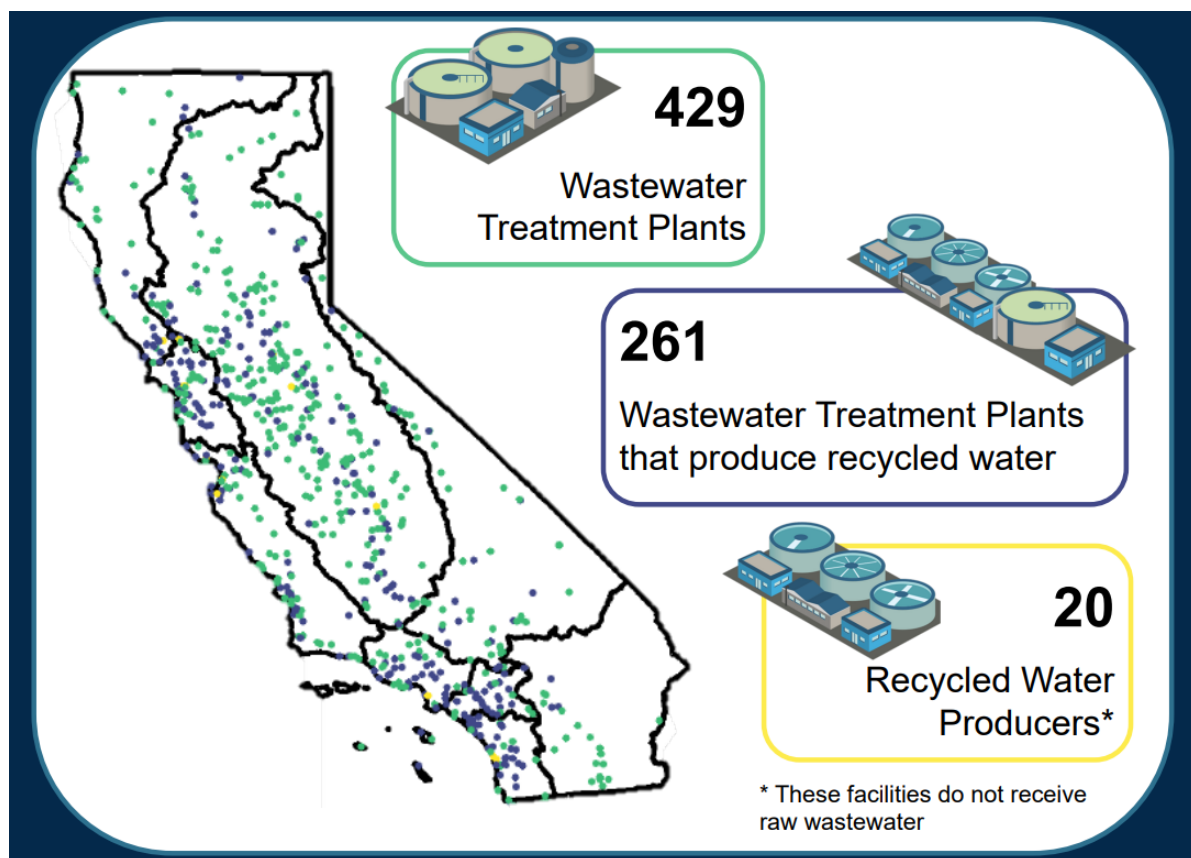 429
Wastewater
Treatment Plants
261
Wastewater Treatment Plants
that produce recycled water
20
Recycled Water
Producers*
* These facilities do not receive
raw wastewater